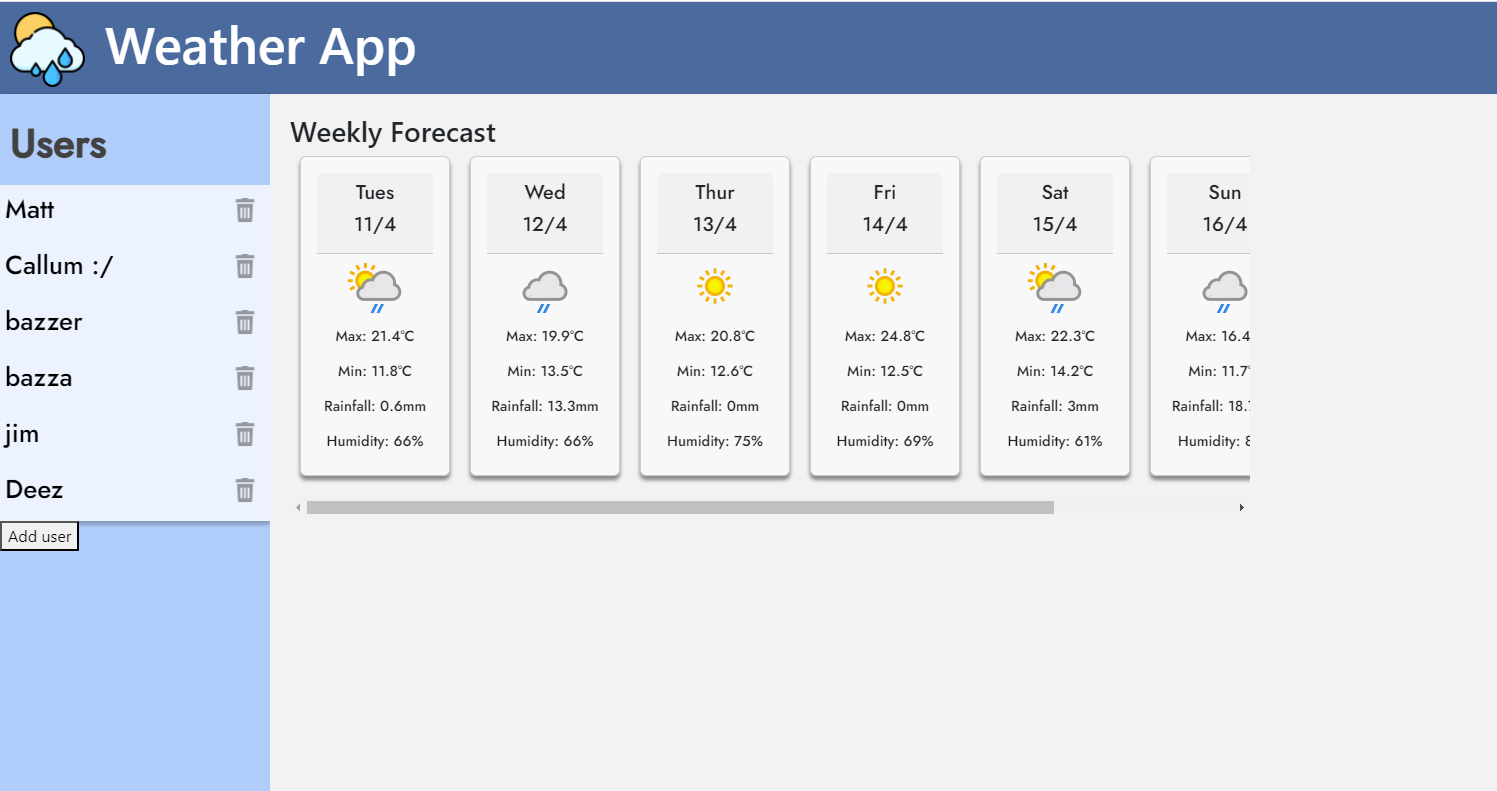 Weather App
Users
Matt
Callum :/
bazzer
bazza
jim
Deez
Add user
Weekly Forecast
Tues
11/4
Max: 21.4°C
Min: 11.8°C
Rainfall: 0.6mm
Humidity: 66%
Wed
12/4
Max: 19.9°C
Min: 13.5°C
Rainfall: 13.3mm
Humidity: 66%
Thur
13/4
Max: 20.8°C
Min: 12.6°C
Rainfall: 0mm
Humidity: 75%
Fri
14/4
Max: 24.8°C
Min: 12.5°C
Rainfall: 0mm
Humidity: 69%
Sat
15/4
Max: 22.3°C
Min: 14.2°C
Rainfall: 3mm
Humidity: 61%
Sun
16/4
Max: 16.4
Min: 11.7
Rainfall: 18.
Humidity: